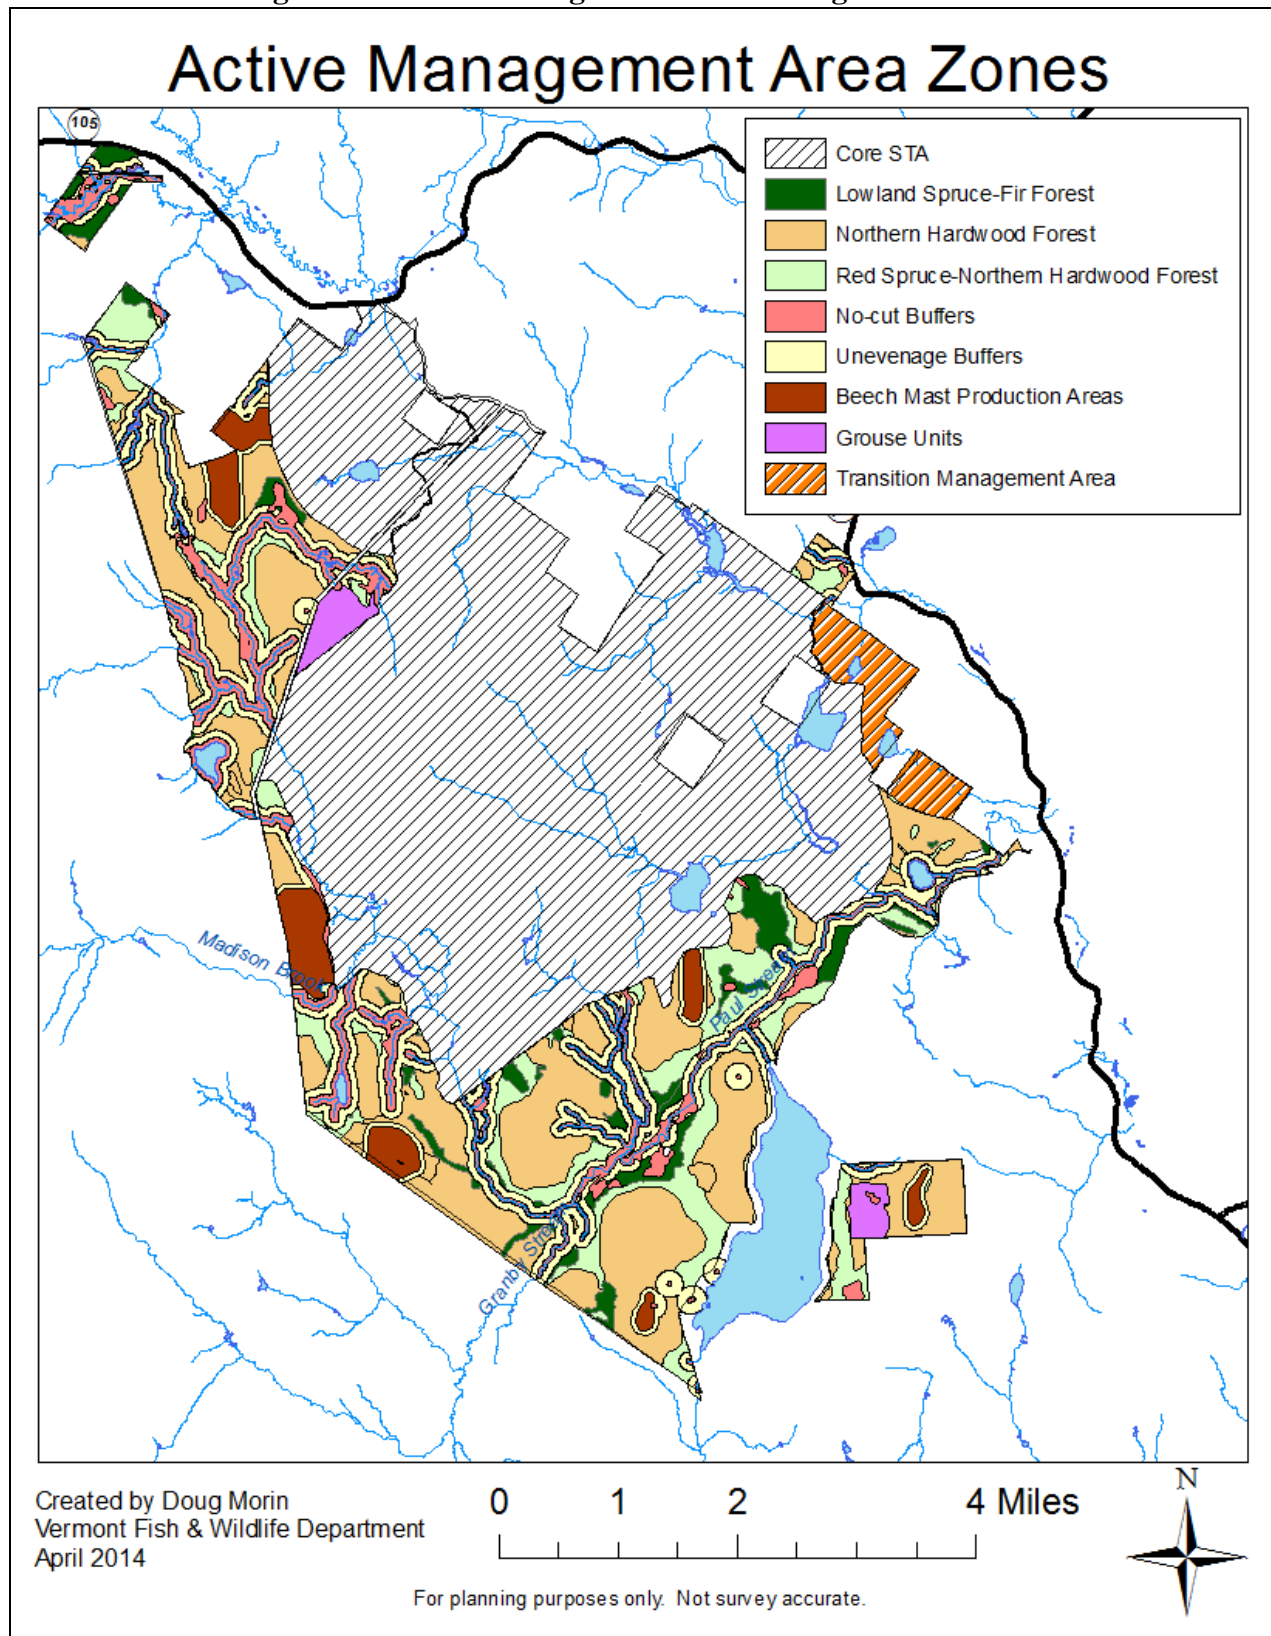 Active Management Area Zones
105
Core STA
Lowland Spruce-Fir Forest
Northern Hardwood Forest
Red Spruce-Northern Hardwood Forest
No-cut Buffers
Unevenage Buffers
Beech Mast Production Areas
Grouse Units
Transition Management Area
Madison Brook
Paul Stream
Granby Stream
0 1 2 4 Miles
N
Created by Doug Morin
Vermont Fish & Wildlife Department
April 2014
For planning purposes only. Not survey accurate.